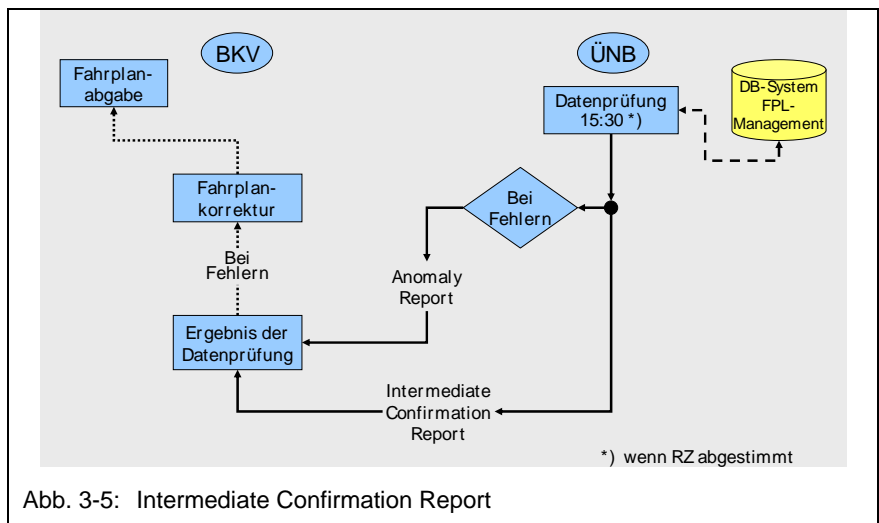 BKV
ÜNB
Fahrplan-
abgabe
Datenprüfung
15:30 *)
DB-System
FPL-
Management
Fahrplan-
korrektur
Bei
Fehlern
Bei
Fehlern
Anomaly
Report
Ergebnis der
Datenprüfung
Intermediate
Confirmation
Report
*) wenn RZ abgestimmt
Abb. 3-5: Intermediate Confirmation Report